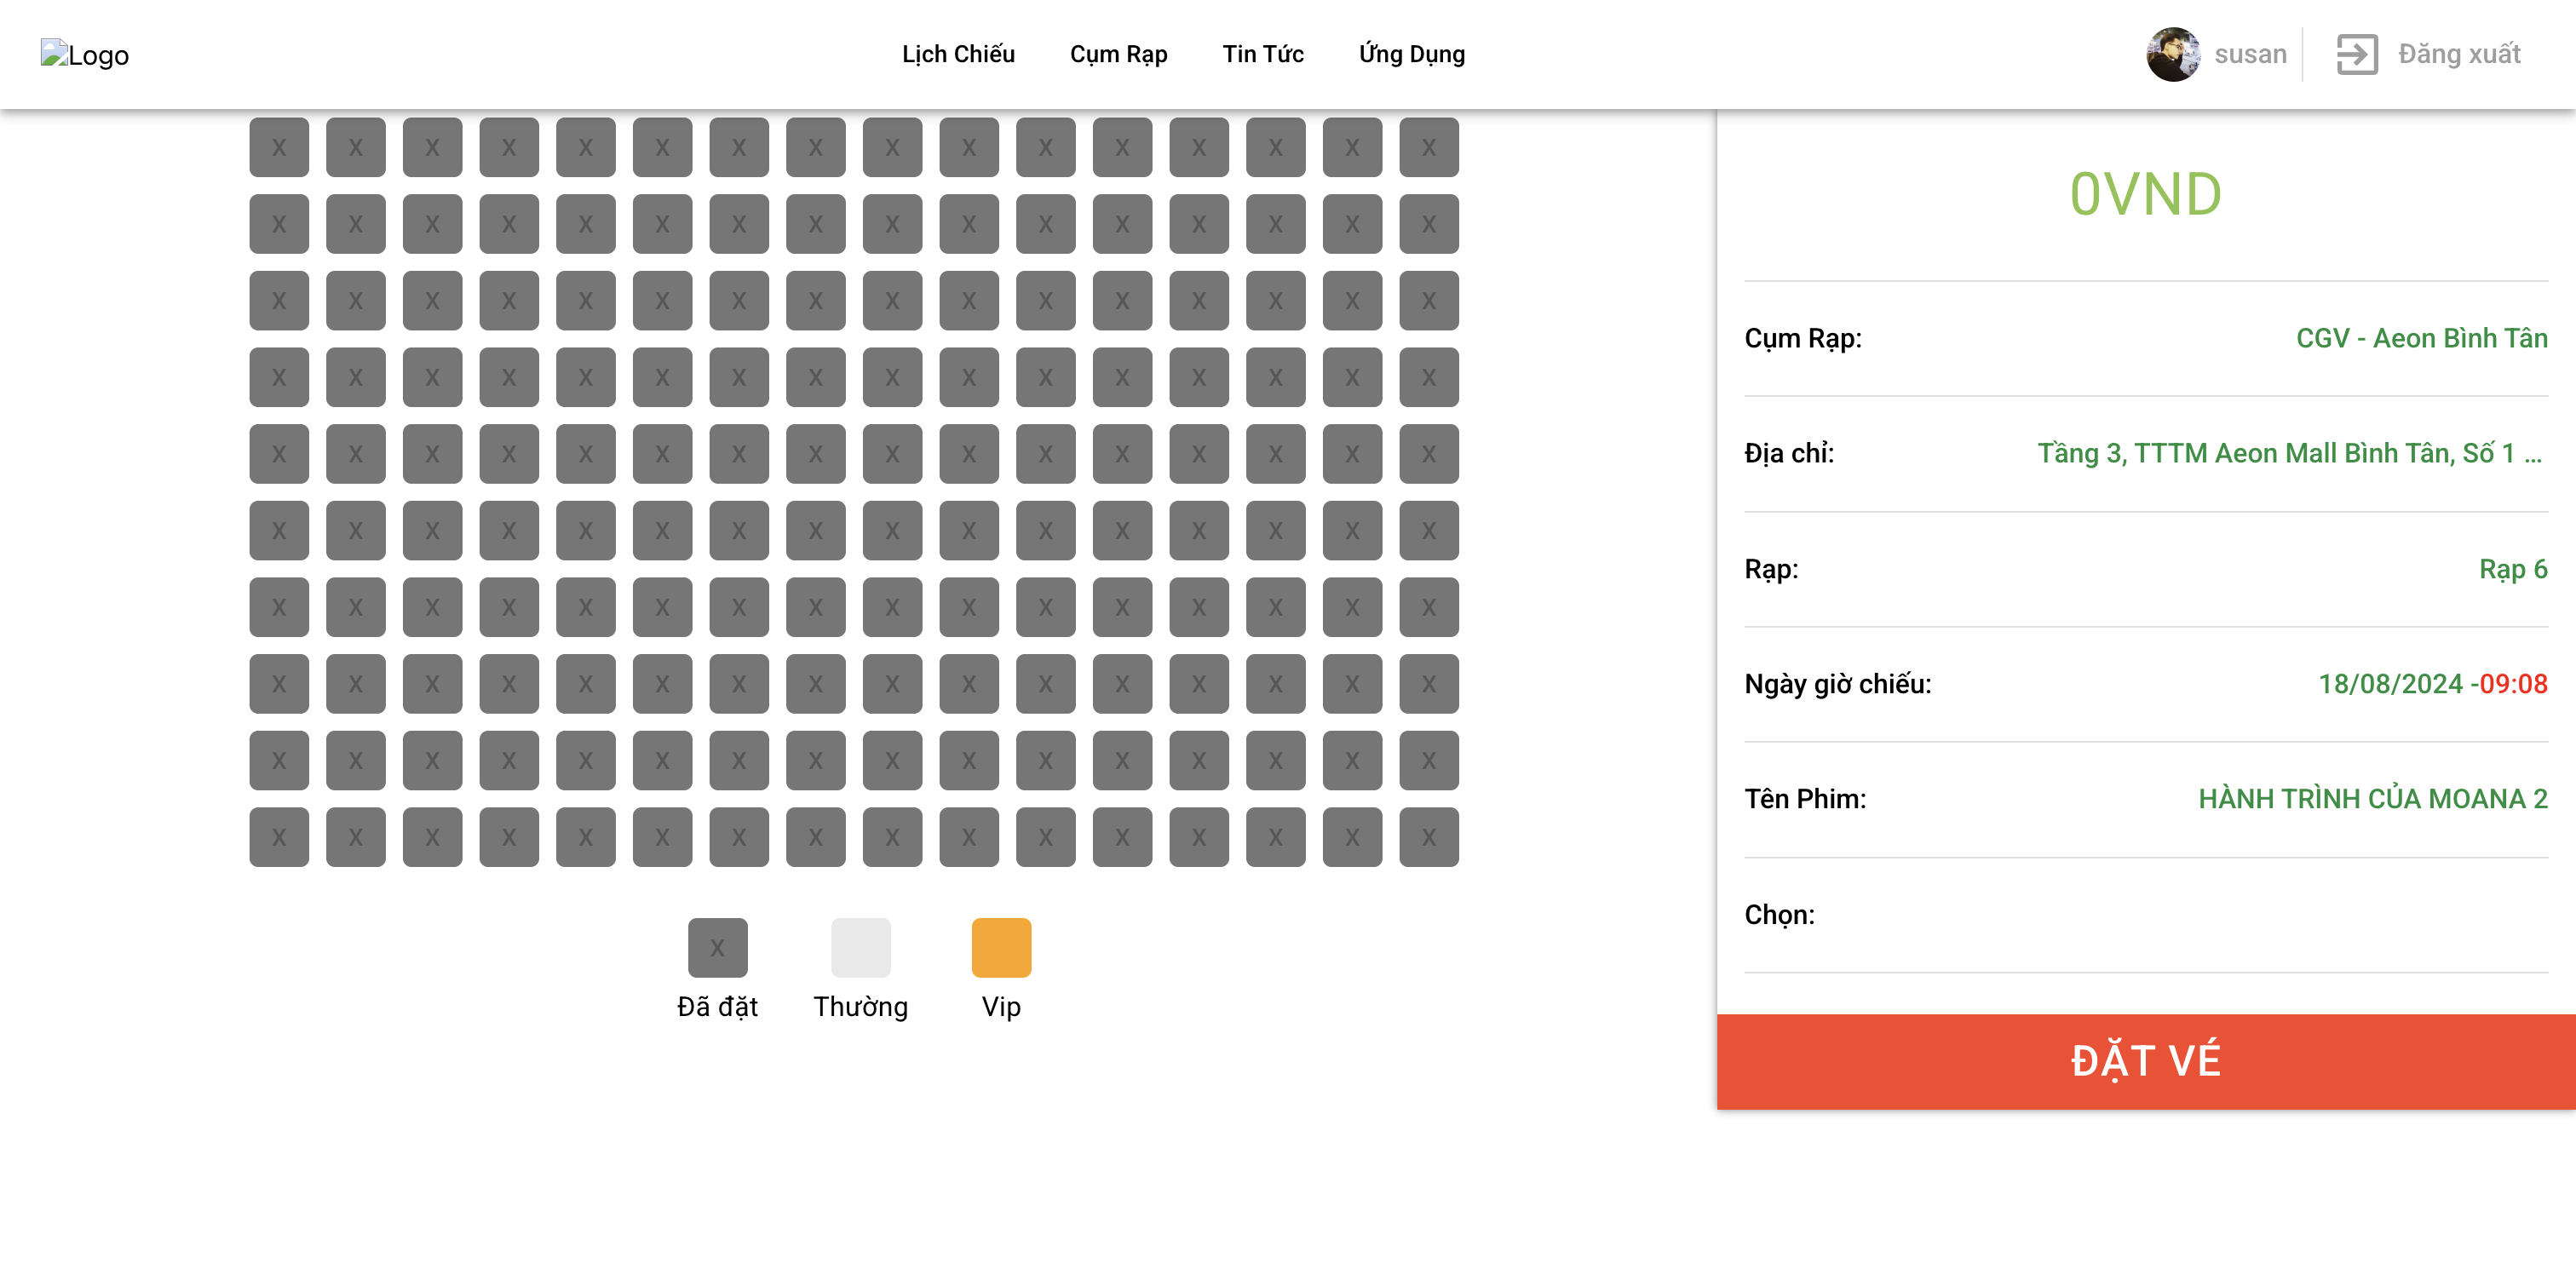 Logo
Lịch Chiếu Cụm Rạp Tin Tức Ứng Dụng
susan Đăng xuất
X X X X X X X X X X X X X X X X
X X X X X X X X X X X X X X X X
X X X X X X X X X X X X X X X X
X X X X X X X X X X X X X X X X
X X X X X X X X X X X X X X X X
X X X X X X X X X X X X X X X X
X X X X X X X X X X X X X X X X
X X X X X X X X X X X X X X X X
X X X X X X X X X X X X X X X X
X X X X X X X X X X X X X X X X
X
Đã đặt Thường Vip
0VND
Cụm Rạp: CGV - Aeon Bình Tân
Địa chỉ: Tầng 3, TTTM Aeon Mall Bình Tân, Số 1 ...
Rạp: Rạp 6
Ngày giờ chiếu: 18/08/2024 -09:08
Tên Phim: HÀNH TRÌNH CỦA MOANA 2
Chọn:
ĐẶT VÉ